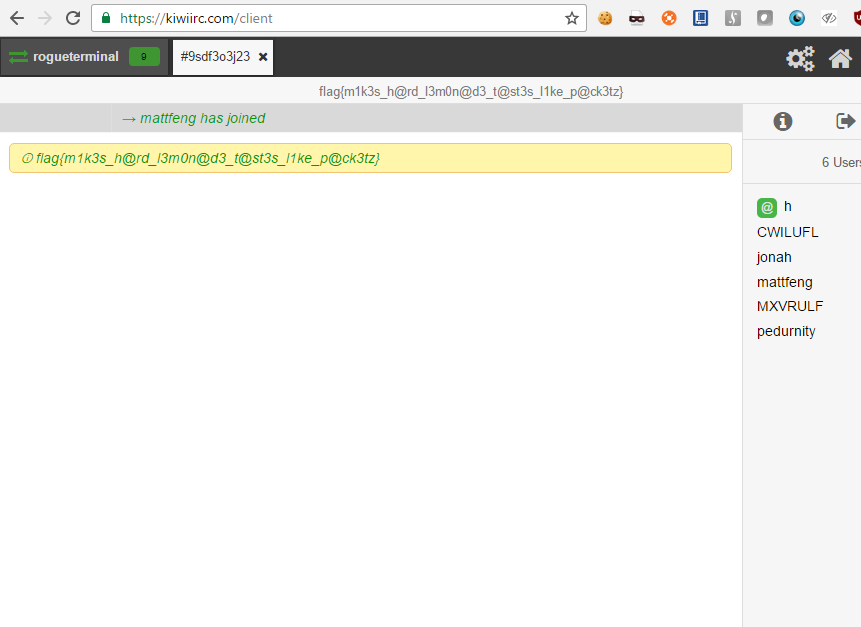 https://kiwiirc.com/client
rogueterminal 9 #9sdf3o3j23 ×
flag{m1k3s_h@rd_l3m0n@d3_t@st3s_l1ke_p@ck3tz}
→ mattfeng has joined
flag{m1k3s_h@rd_l3m0n@d3_t@st3s_l1ke_p@ck3tz}
6 Users
@ h
CWILUFL
jonah
mattfeng
MXVRULF
pedurnity